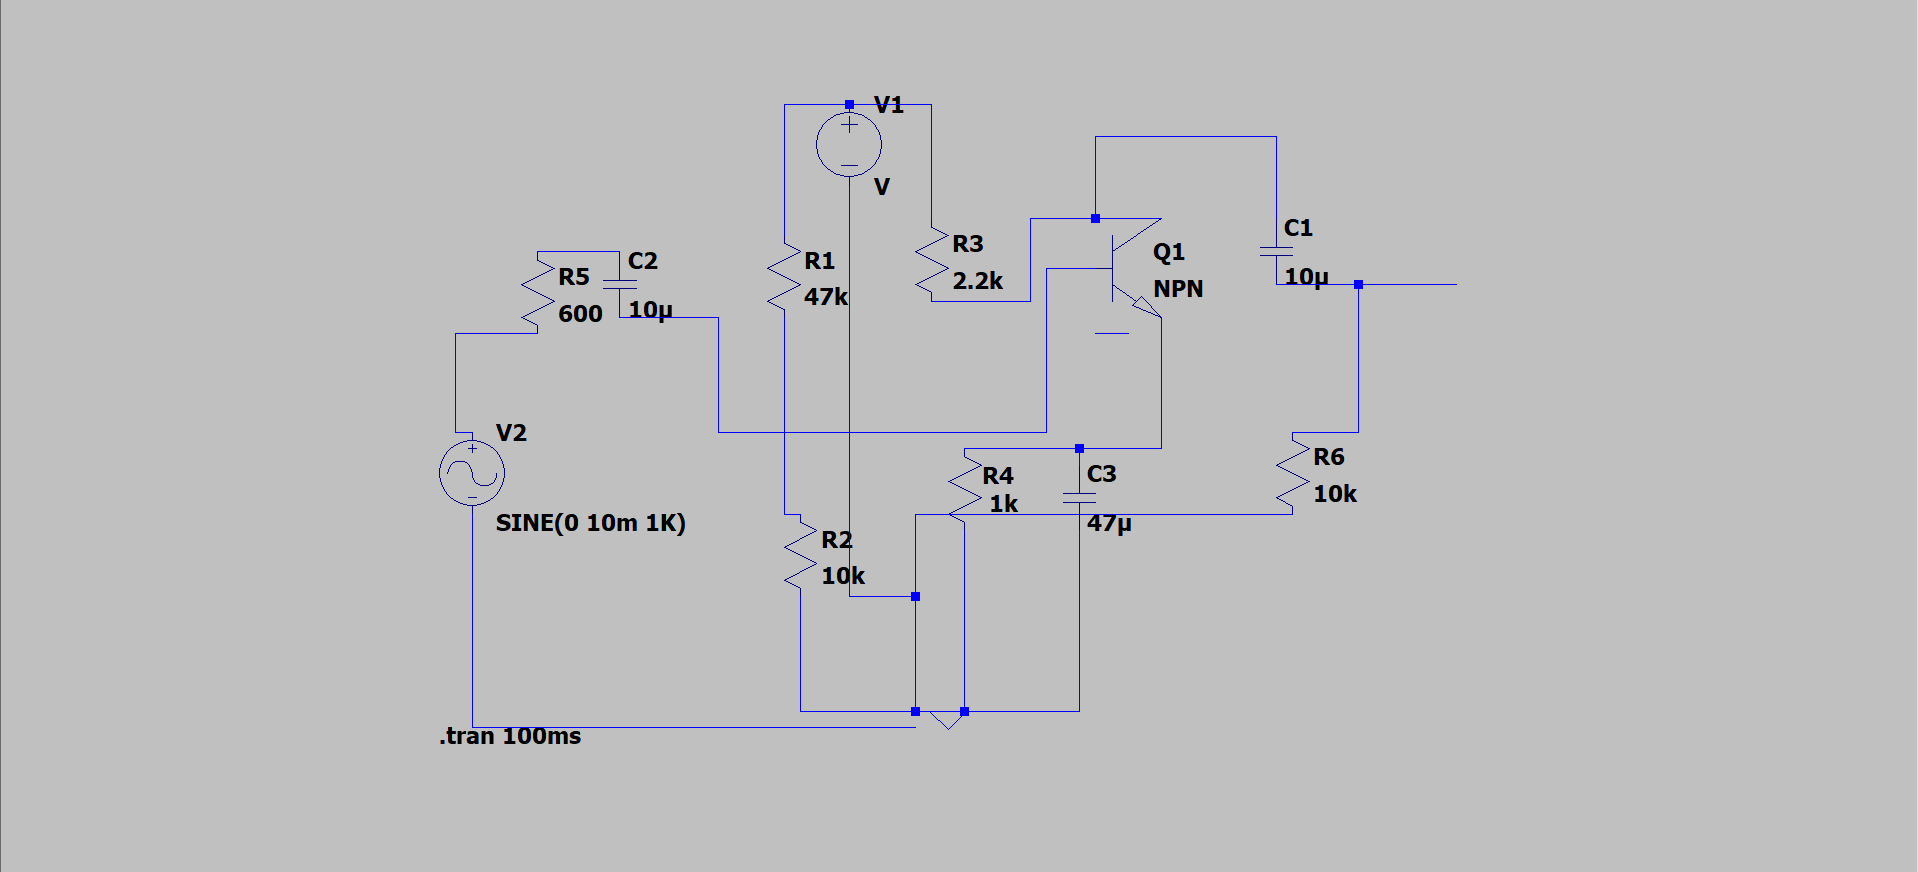 V1
V
R3
2.2k
Q1
NPN
C1
10µ
R1
47k
C2
10µ
R5
600
V2
SINE(0 10m 1K)
R4
1k
C3
47µ
R6
10k
R2
10k
.tran 100ms